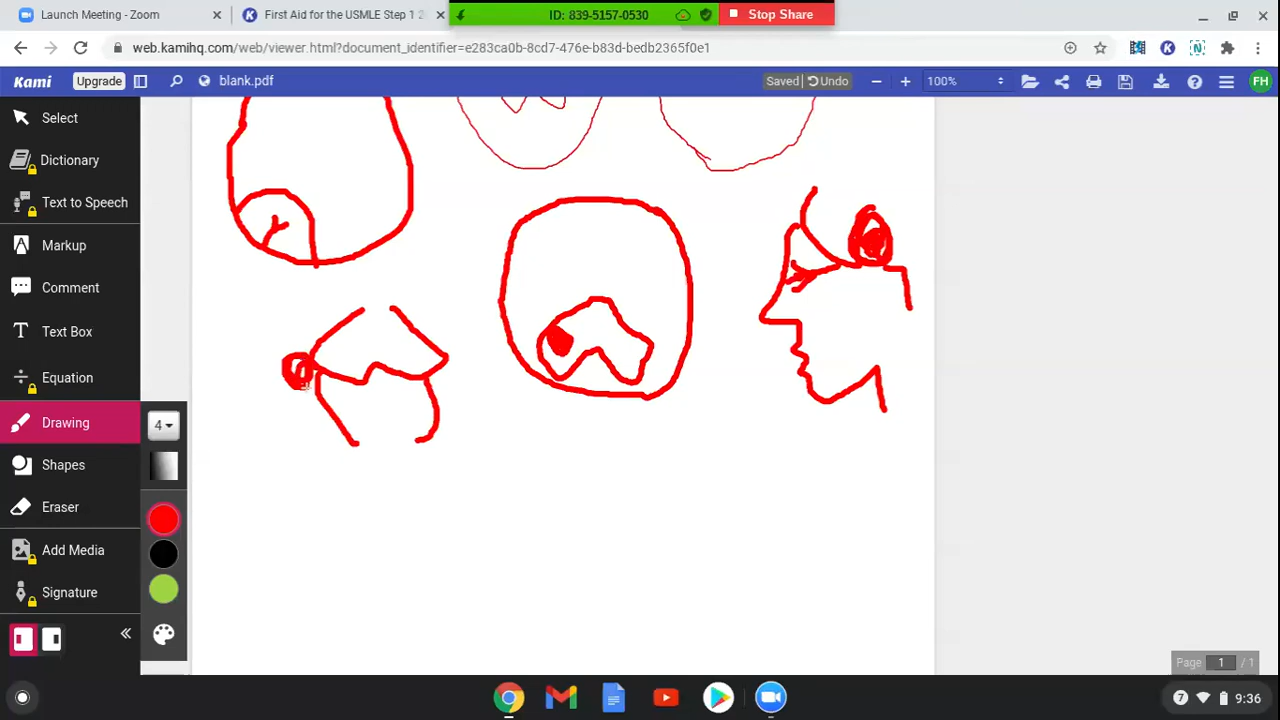 Launch Meeting - Zoom
First Aid for the USMLE Step 1 2
ID: 839-5157-0530
Stop Share
web.kamihq.com/web/viewer.html?document_identifier=e283ca0b-8cd7-476e-b83d-bedb2365f0e1
Kami
Upgrade
blank.pdf
Saved
Undo
100%
FH
Select
Dictionary
Text to Speech
Markup
Comment
Text Box
Equation
Drawing
4
Shapes
Eraser
Add Media
Signature
Page 1 / 1
7
9:36